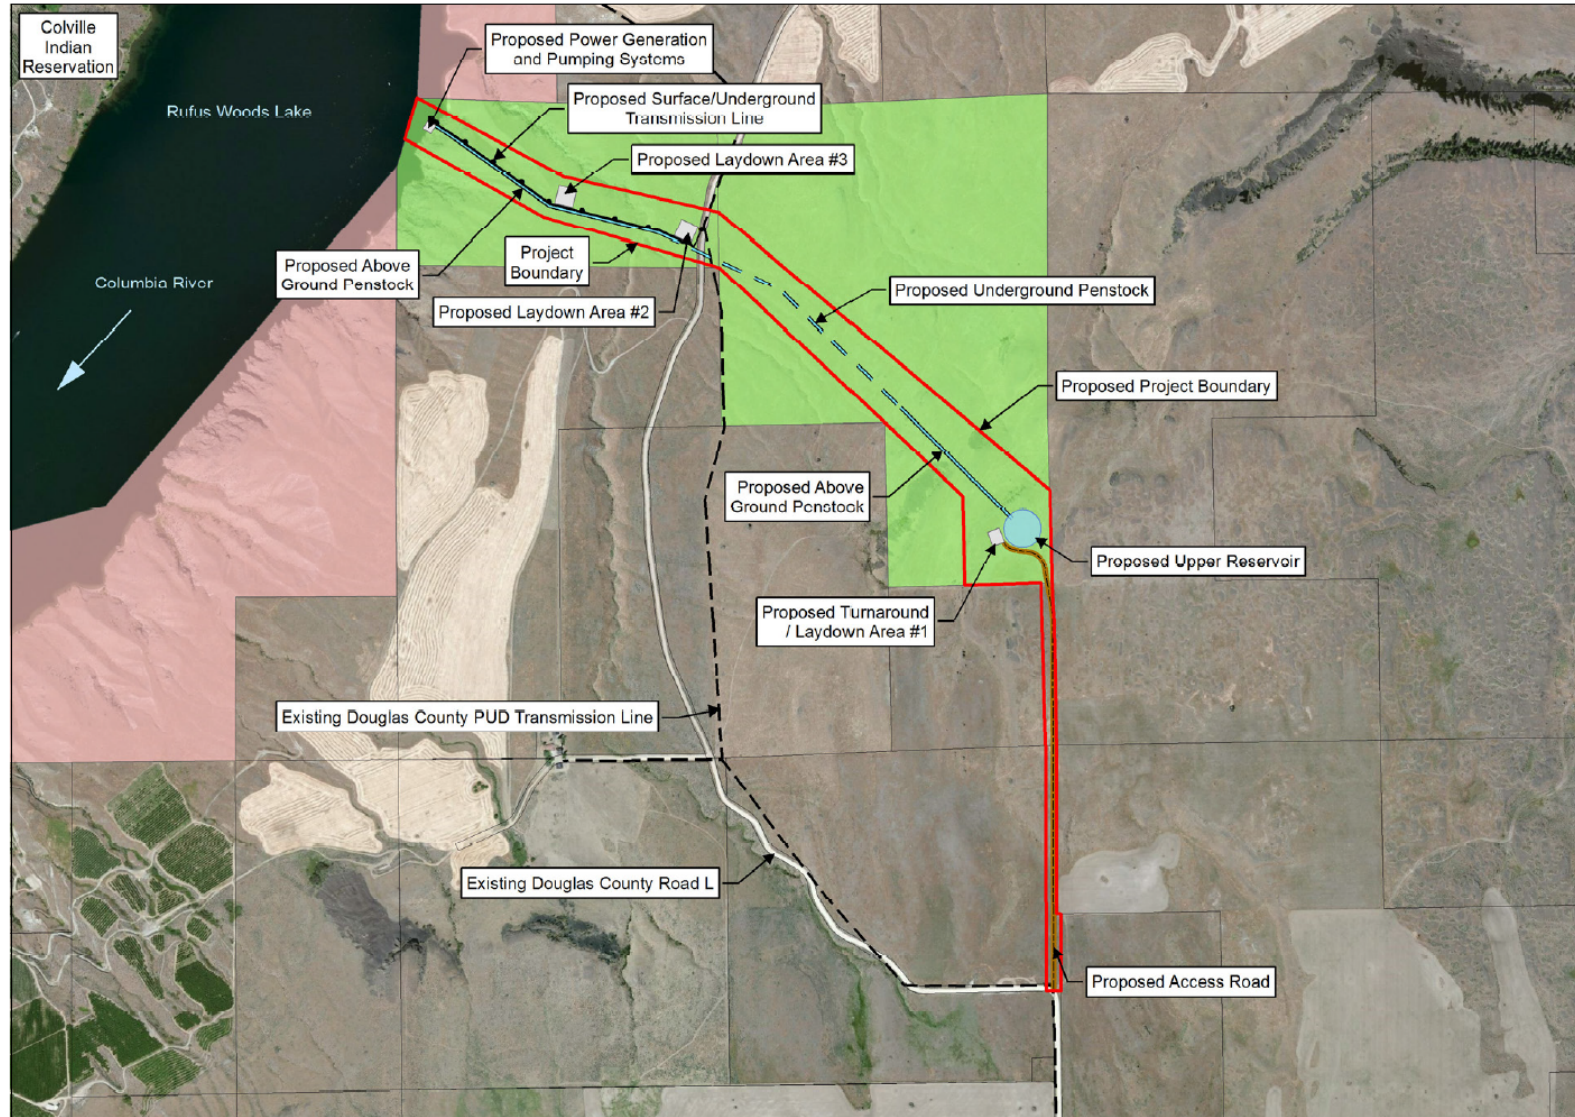 Colville
Indian
Reservation
Proposed Power Generation
and Pumping Systems
Rufus Woods Lake
Proposed Surface/Underground
Transmission Line
Proposed Laydown Area #3
Proposed Above
Ground Penstock
Project
Boundary
Columbia River
Proposed Underground Penstock
Proposed Laydown Area #2
Proposed Project Boundary
Proposed Above
Ground Penstock
Proposed Upper Reservoir
Proposed Turnaround
/ Laydown Area #1
Existing Douglas County PUD Transmission Line
Existing Douglas County Road L
Proposed Access Road